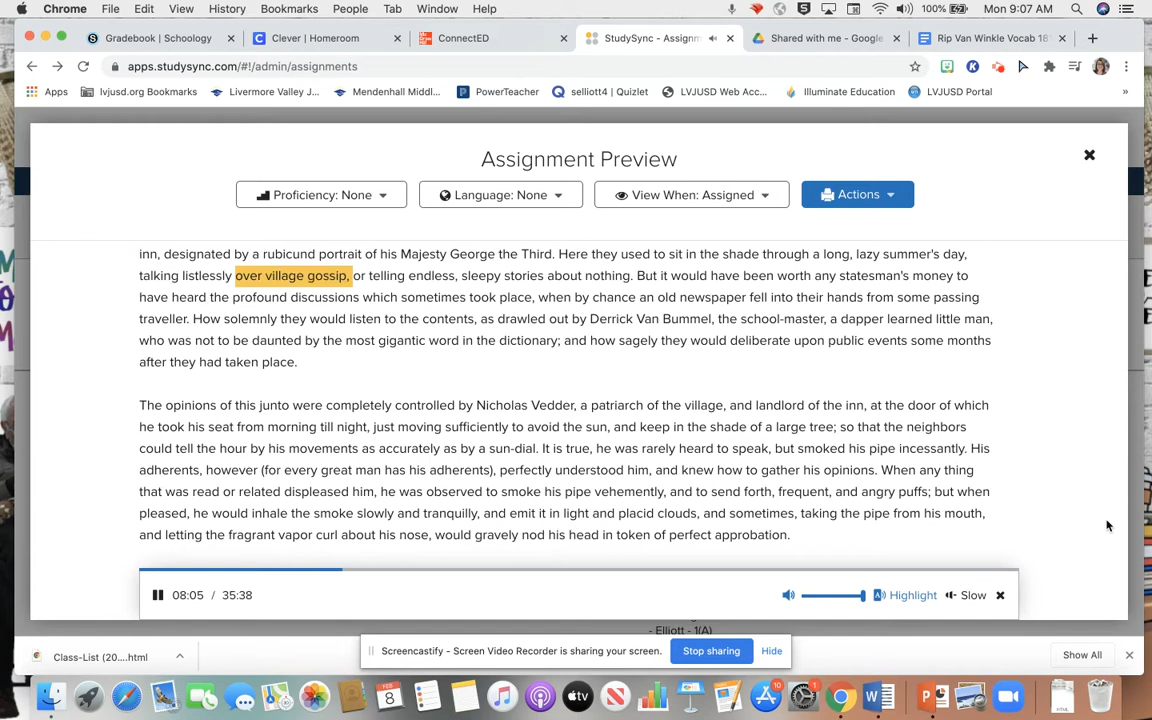 Chrome File Edit View History Bookmarks People Tab Window Help 100% Mon 9:07 AM
Gradebook | Schoology Clever | Homeroom ConnectED StudySync - Assignm Shared with me - Google Rip Van Winkle Vocab 18
apps.studysync.com/#!/admin/assignments
Apps lvjusd.org Bookmarks Livermore Valley J... Mendenhall Middl... PowerTeacher selliott4 | Quizlet LVJUSD Web Acc... Illuminate Education LVJUSD Portal »
Assignment Preview
Proficiency: None Language: None View When: Assigned Actions
inn, designated by a rubicund portrait of his Majesty George the Third. Here they used to sit in the shade through a long, lazy summer's day,
talking listlessly over village gossip, or telling endless, sleepy stories about nothing. But it would have been worth any statesman's money to
have heard the profound discussions which sometimes took place, when by chance an old newspaper fell into their hands from some passing
traveller. How solemnly they would listen to the contents, as drawled out by Derrick Van Bummel, the school-master, a dapper learned little man,
who was not to be daunted by the most gigantic word in the dictionary; and how sagely they would deliberate upon public events some months
after they had taken place.
The opinions of this junto were completely controlled by Nicholas Vedder, a patriarch of the village, and landlord of the inn, at the door of which
he took his seat from morning till night, just moving sufficiently to avoid the sun, and keep in the shade of a large tree; so that the neighbors
could tell the hour by his movements as accurately as by a sun-dial. It is true, he was rarely heard to speak, but smoked his pipe incessantly. His
adherents, however (for every great man has his adherents), perfectly understood him, and knew how to gather his opinions. When any thing
that was read or related displeased him, he was observed to smoke his pipe vehemently, and to send forth, frequent, and angry puffs; but when
pleased, he would inhale the smoke slowly and tranquilly, and emit it in light and placid clouds, and sometimes, taking the pipe from his mouth,
and letting the fragrant vapor curl about his nose, would gravely nod his head in token of perfect approbation.
08:05 / 35:38 Highlight Slow
- Elliott - 1(A)
Screencastify - Screen Video Recorder is sharing your screen. Stop sharing Hide
Class-List (20....html Show All
FEB
8
10
1